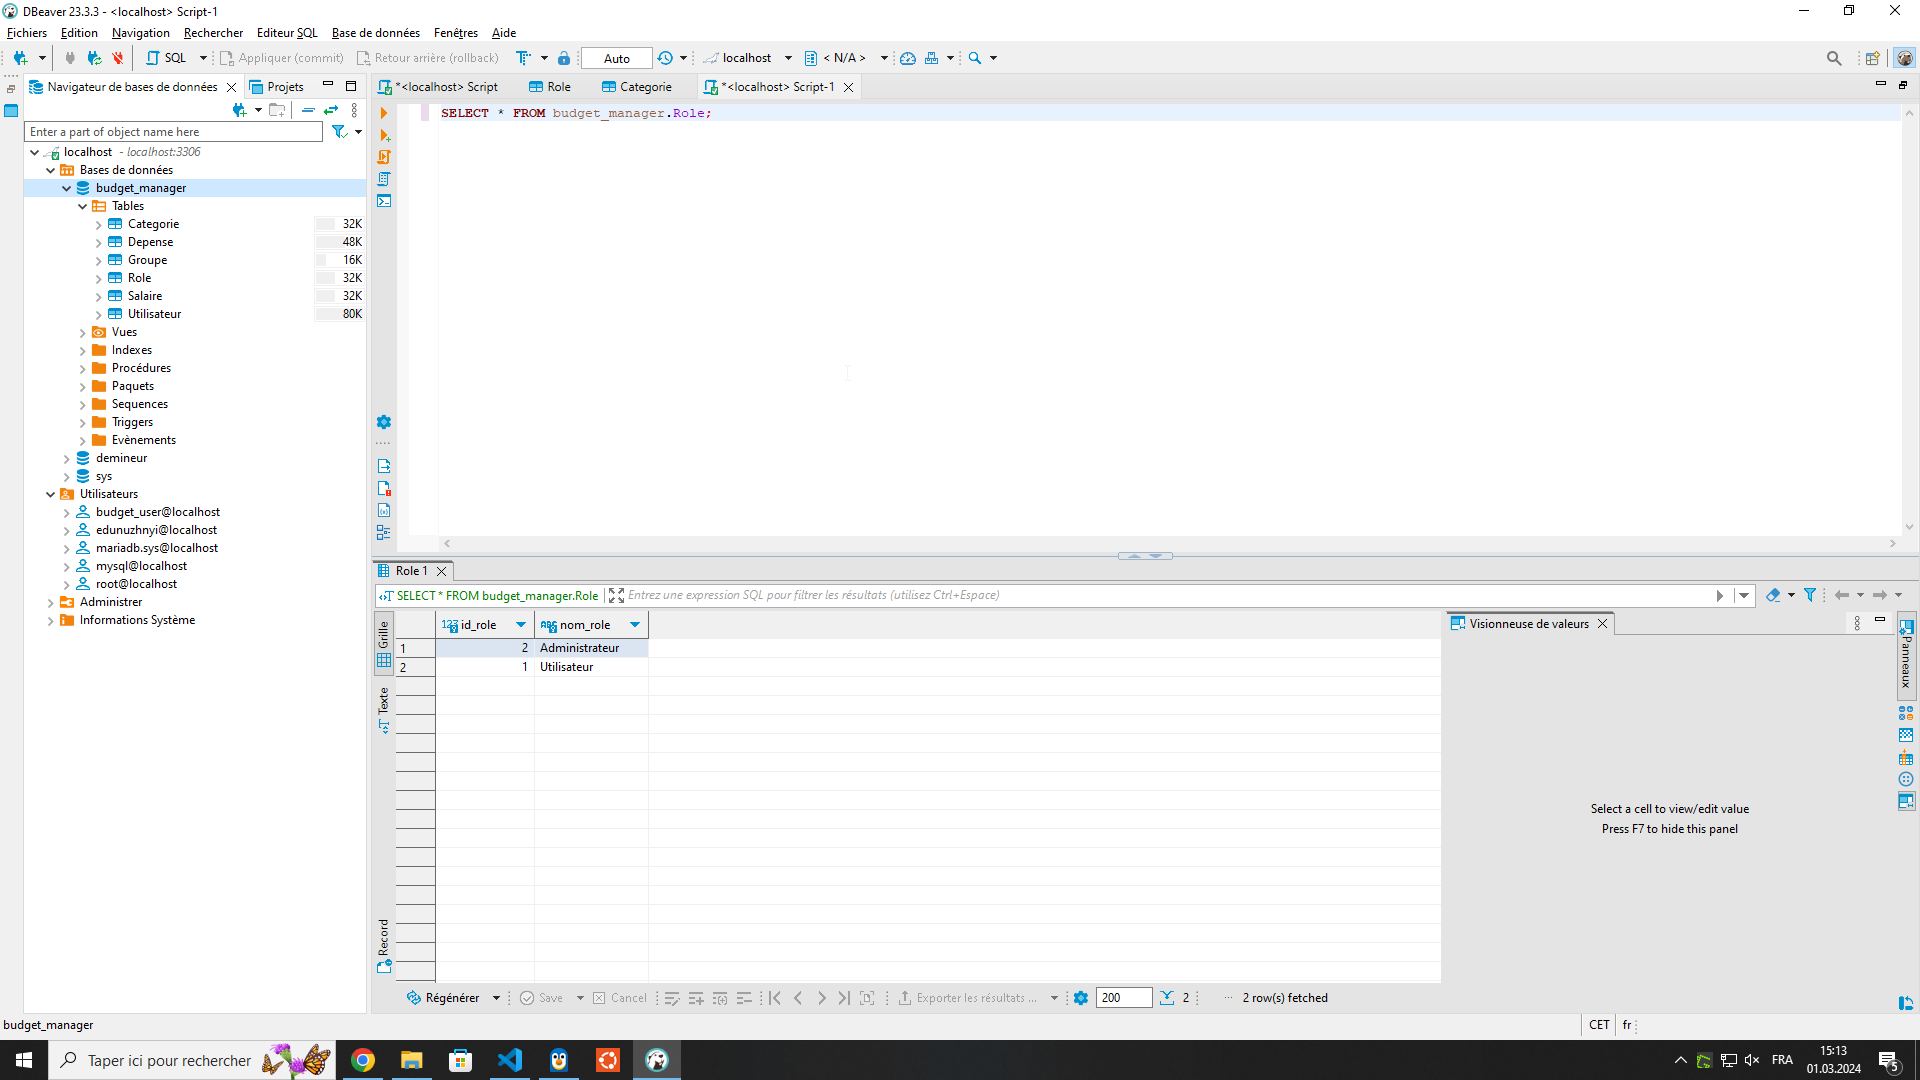 DBeaver 23.3.3 - <localhost> Script-1
Fichiers Edition Navigation Rechercher Editeur SQL Base de données Fenêtres Aide
SQL Appliquer (commit) Retour arrière (rollback) Auto localhost < N/A >
Navigateur de bases de données Projets
*<localhost> Script Role Categorie *<localhost> Script-1
Enter a part of object name here
SELECT * FROM budget_manager.Role;
localhost - localhost:3306
Bases de données
budget_manager
Tables
Categorie 32K
Depense 48K
Groupe 16K
Role 32K
Salaire 32K
Utilisateur 80K
Vues
Indexes
Procédures
Paquets
Sequences
Triggers
Evènements
demineur
sys
Utilisateurs
budget_user@localhost
edunuzhnyi@localhost
mariadb.sys@localhost
mysql@localhost
root@localhost
Administrer
Informations Système
Role 1
SELECT * FROM budget_manager.Role Entrez une expression SQL pour filtrer les résultats (utilisez Ctrl+Espace)
Grille
Texte
Record
123 id_role ABC nom_role
1 2 Administrateur
2 1 Utilisateur
Visionneuse de valeurs
Panneaux
Select a cell to view/edit value
Press F7 to hide this panel
Régénérer Save Cancel Exporter les résultats ... 200 2 ... 2 row(s) fetched
budget_manager CET fr
Taper ici pour rechercher
FRA
15:13
01.03.2024
5